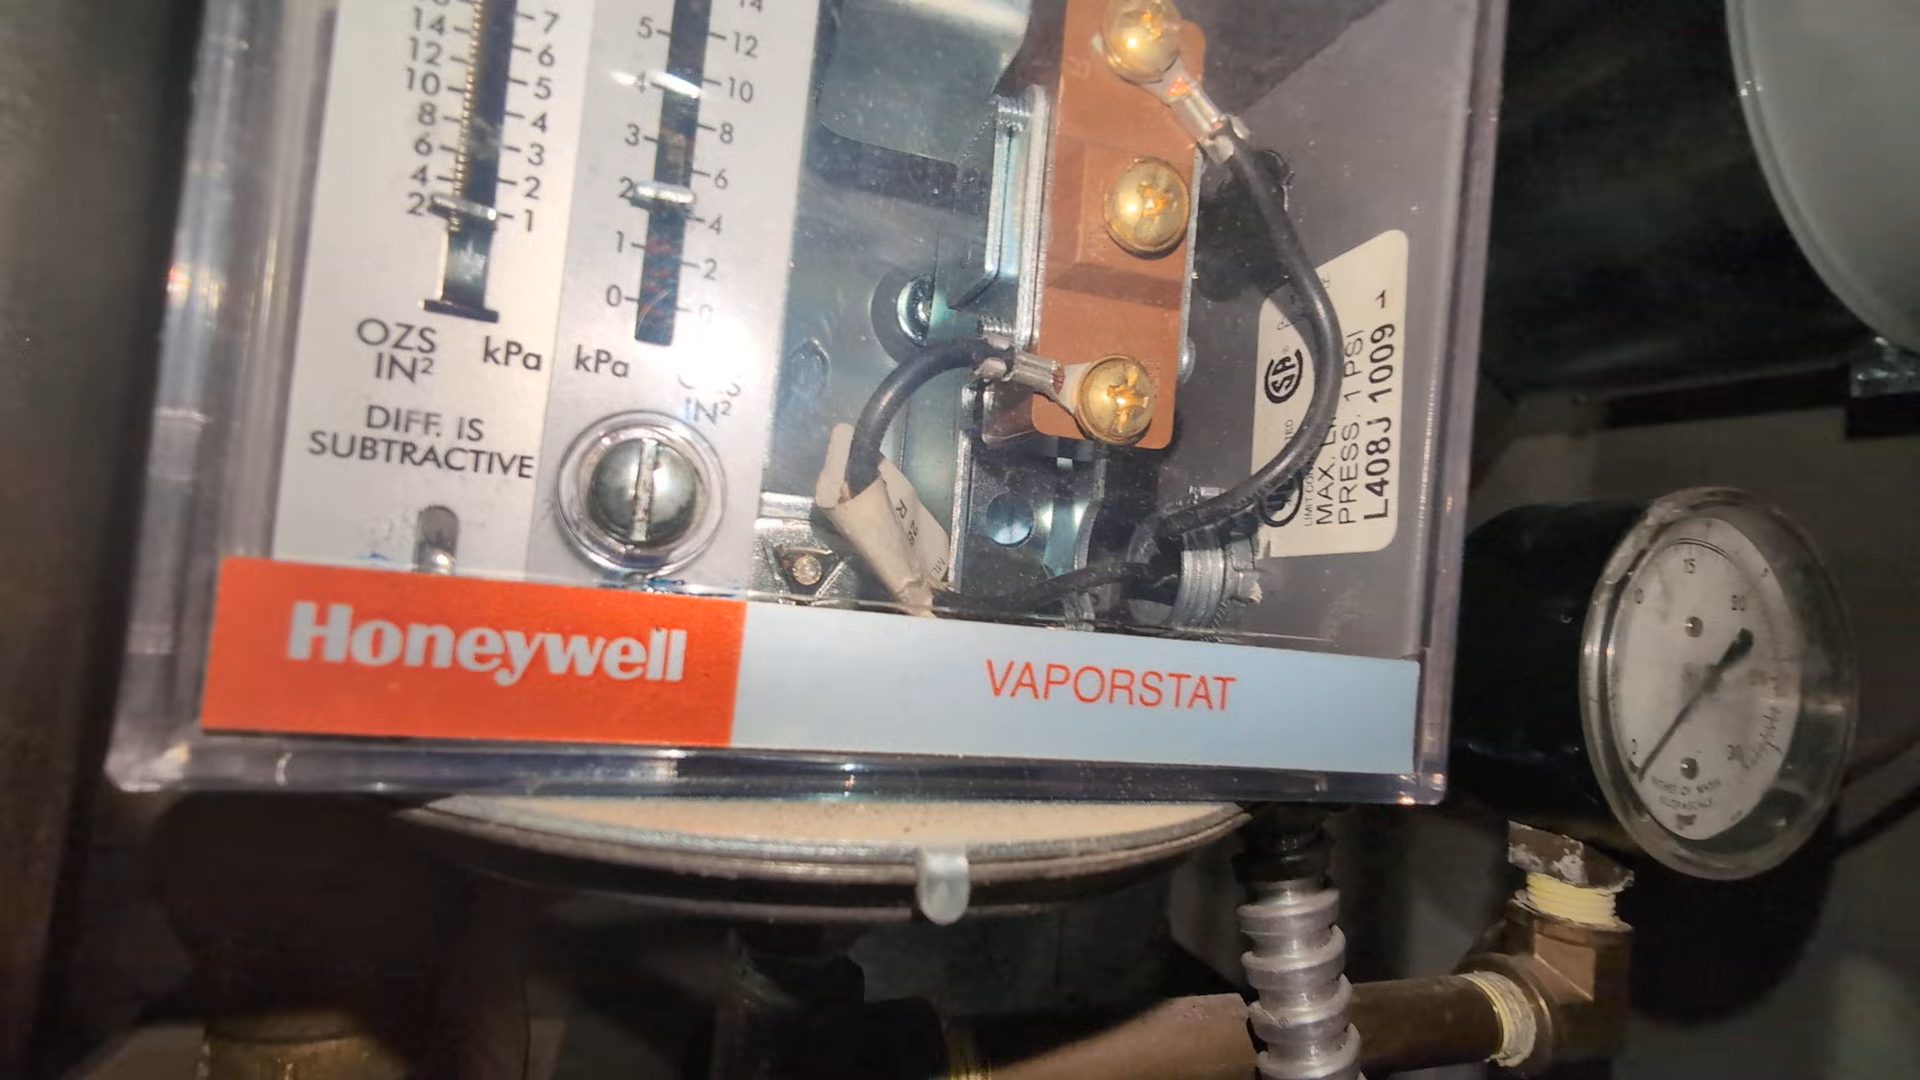 14 7
12 6
10 5
8 4
6 3
4 2
2 1
OZS
IN²
kPa
DIFF. IS
SUBTRACTIVE
14
5 12
4 10
3 8
2 6
4
1
2
0 0
kPa
IN²
MAX.
PRESS. 1 PSI
L408J 1009
Honeywell
VAPORSTAT
15
20
30